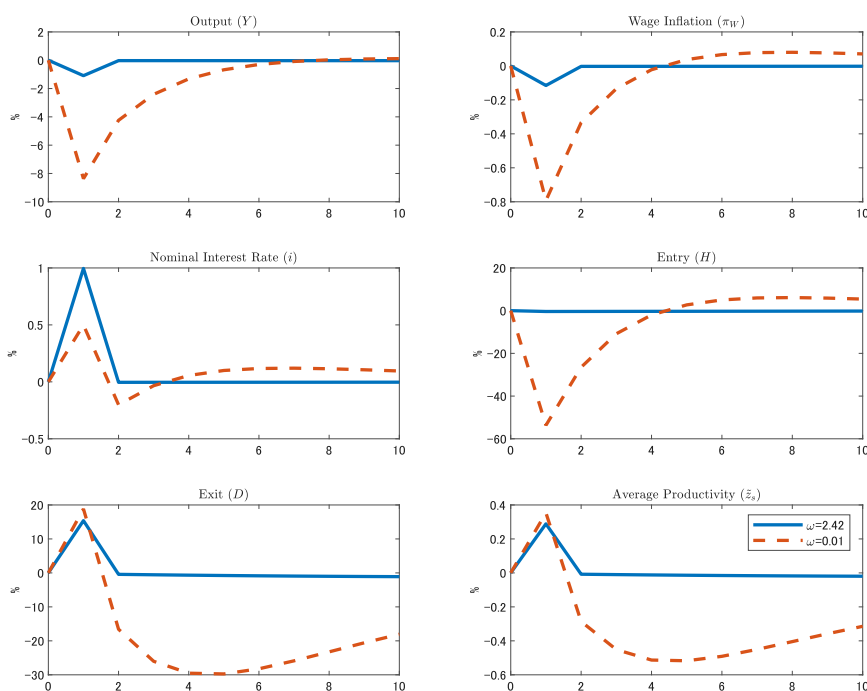 Output (Y)
%
2
0
-2
-4
-6
-8
-10
0 2 4 6 8 10
Wage Inflation (π_W)
%
0.2
0
-0.2
-0.4
-0.6
-0.8
0 2 4 6 8 10
Nominal Interest Rate (i)
%
1
0.5
0
-0.5
0 2 4 6 8 10
Entry (H)
%
20
0
-20
-40
-60
0 2 4 6 8 10
Exit (D)
%
20
10
0
-10
-20
-30
0 2 4 6 8 10
Average Productivity (z̃_s)
%
0.4
0.2
0
-0.2
-0.4
-0.6
0 2 4 6 8 10
ω=2.42
ω=0.01